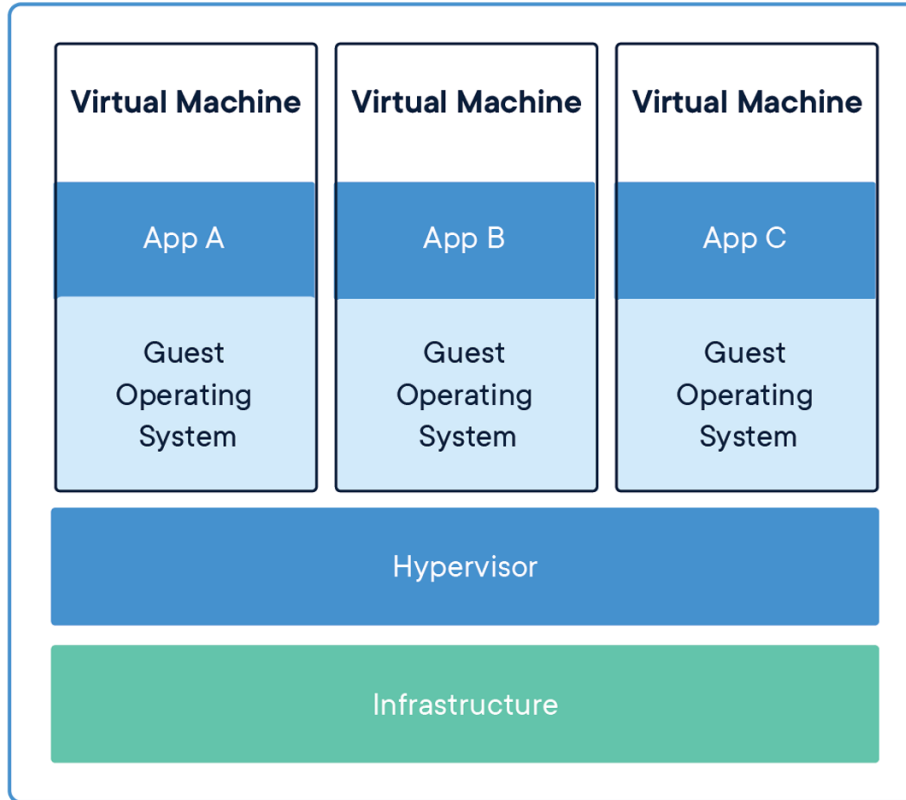 Virtual Machine
Virtual Machine
Virtual Machine
App A
App B
App C
Guest
Operating
System
Guest
Operating
System
Guest
Operating
System
Hypervisor
Infrastructure